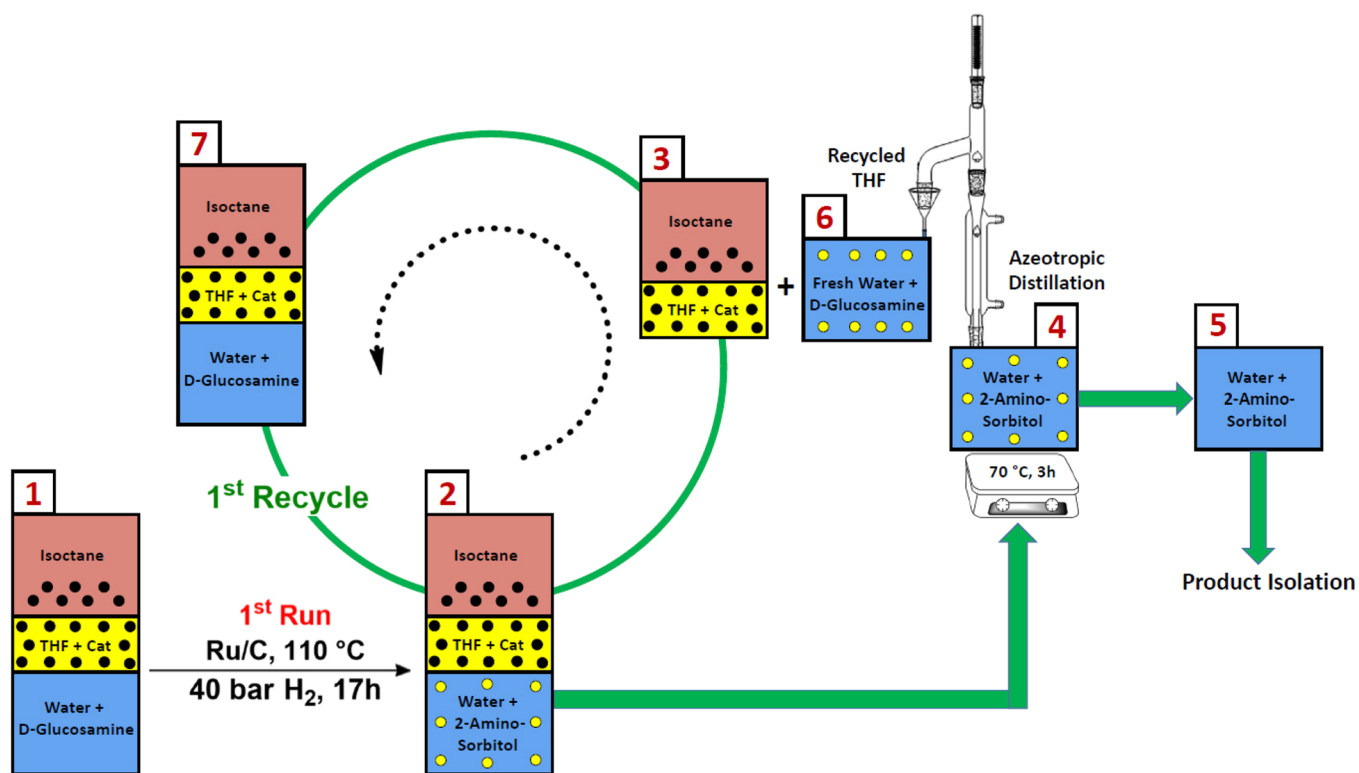 7
Isoctane
THF + Cat
Water +
D-Glucosamine
3
Isoctane
THF + Cat
+
Recycled
THF
6
Fresh Water +
D-Glucosamine
Azeotropic
Distillation
4
Water +
2-Amino-
Sorbitol
70 °C, 3h
5
Water +
2-Amino-
Sorbitol
Product Isolation
1st Recycle
1
Isoctane
THF + Cat
Water +
D-Glucosamine
1st Run
Ru/C, 110 °C
40 bar H2, 17h
2
Isoctane
THF + Cat
Water +
2-Amino-
Sorbitol